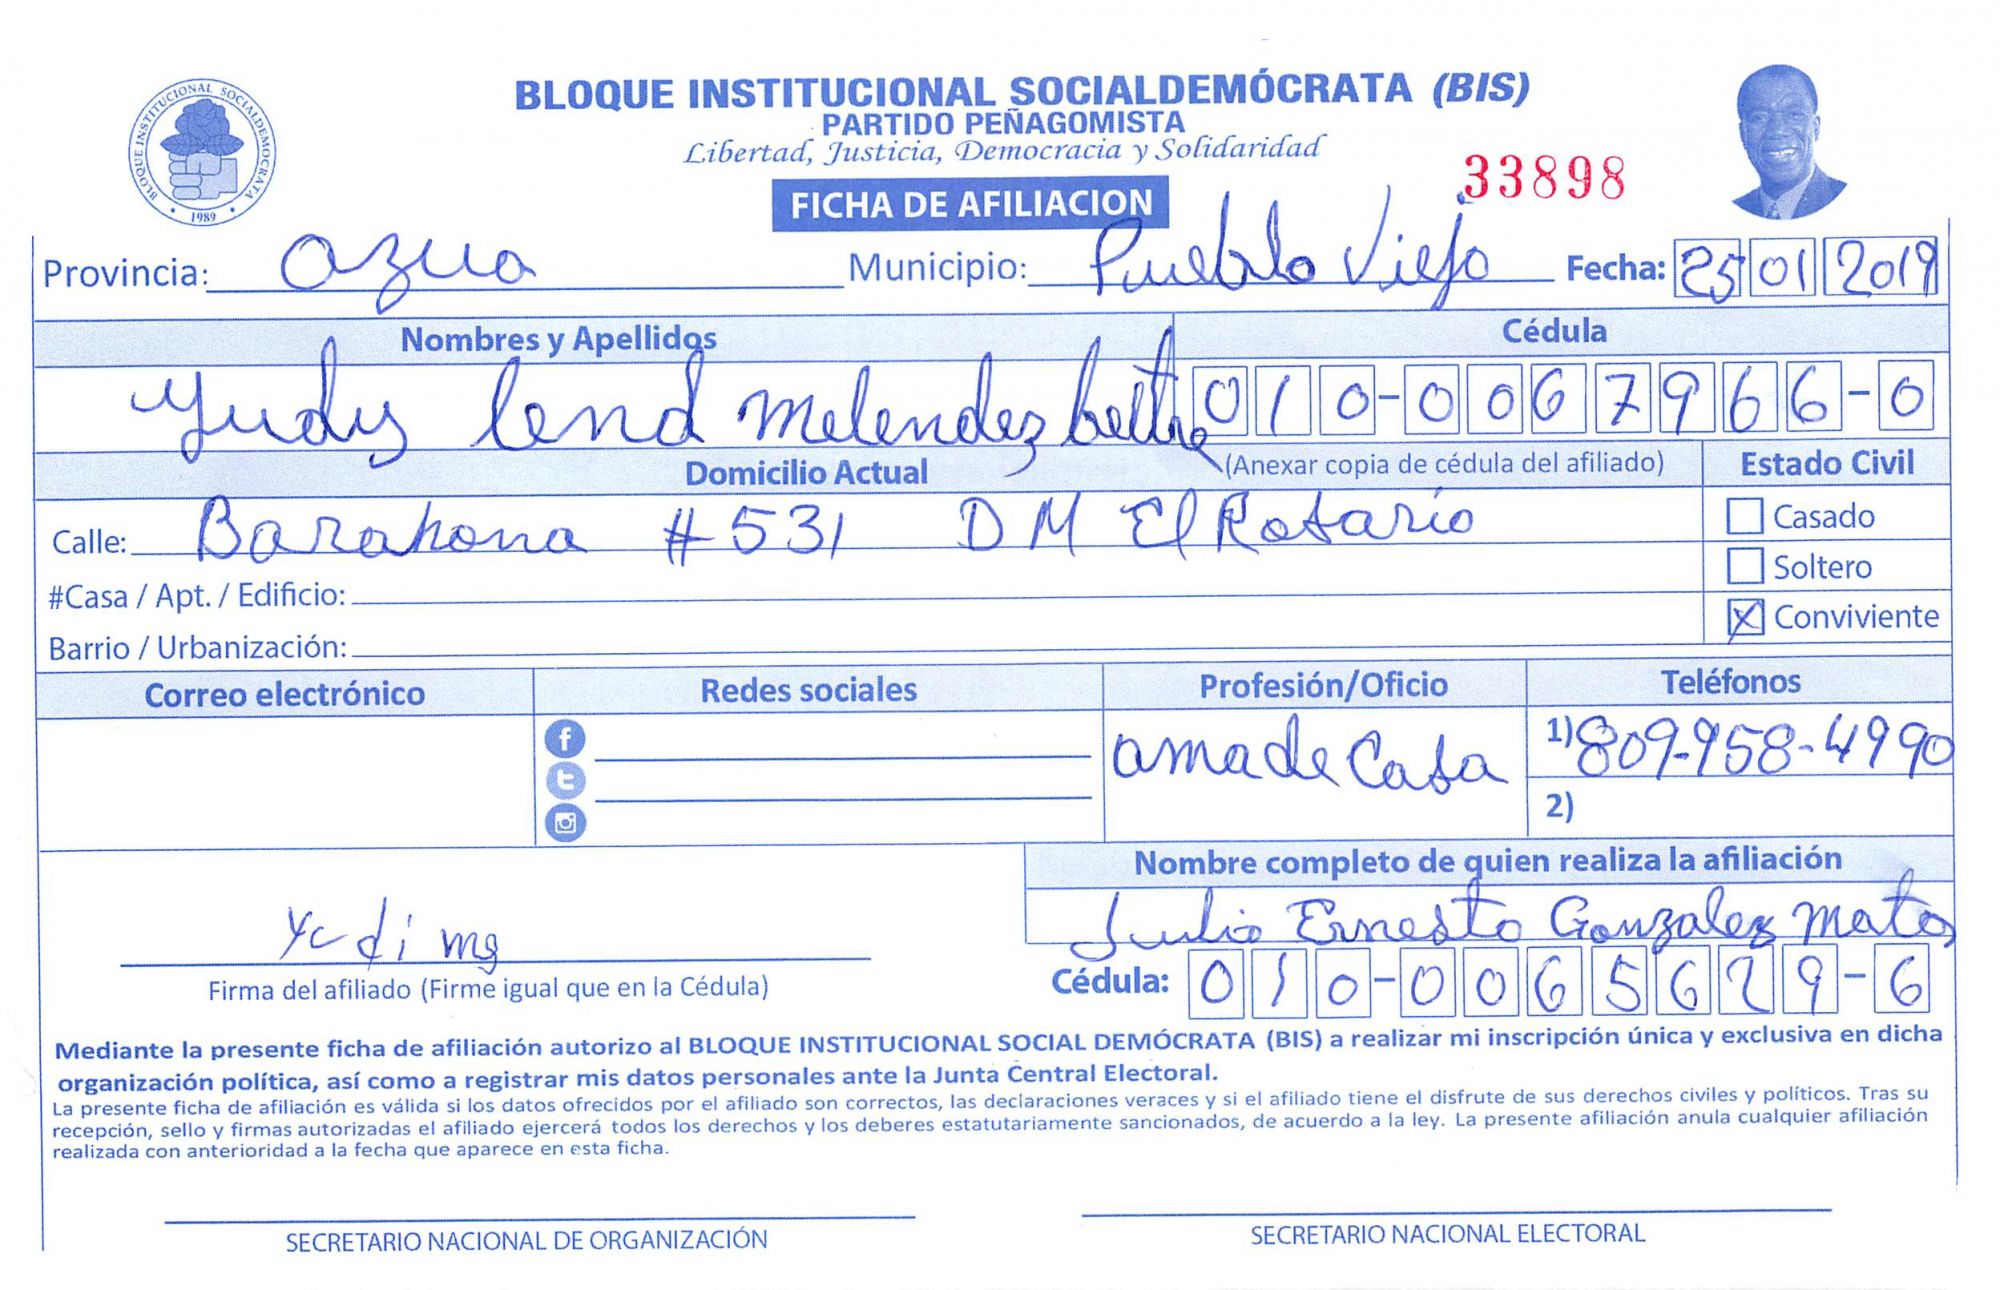 BLOQUE INSTITUCIONAL SOCIALDEMÓCRATA (BIS)
PARTIDO PEÑAGOMISTA
Libertad, Justicia, Democracia y Solidaridad
BLOQUE INSTITUCIONAL SOCIALDEMOCRATA
1989
33898
FICHA DE AFILIACION
Provincia: azua Municipio: Pueblo Viejo Fecha: 25 01 2019
Nombres y Apellidos Cédula
Yudy lend melendez beltre 010-0067966-0
Domicilio Actual (Anexar copia de cédula del afiliado) Estado Civil
Calle: Barahona #531 DM El Rosario Casado
#Casa / Apt. / Edificio: Soltero
Barrio / Urbanización: X Conviviente
Correo electrónico Redes sociales Profesión/Oficio Teléfonos
ama de Casa 1) 809-958-4990
2)
Nombre completo de quien realiza la afiliación
Julio Ernesto Gonzalez matos
Firma del afiliado (Firme igual que en la Cédula) Cédula: 010-0065629-6
Mediante la presente ficha de afiliación autorizo al BLOQUE INSTITUCIONAL SOCIAL DEMÓCRATA (BIS) a realizar mi inscripción única y exclusiva en dicha
organización política, así como a registrar mis datos personales ante la Junta Central Electoral.
La presente ficha de afiliación es válida si los datos ofrecidos por el afiliado son correctos, las declaraciones veraces y si el afiliado tiene el disfrute de sus derechos civiles y políticos. Tras su
recepción, sello y firmas autorizadas el afiliado ejercerá todos los derechos y los deberes estatutariamente sancionados, de acuerdo a la ley. La presente afiliación anula cualquier afiliación
realizada con anterioridad a la fecha que aparece en esta ficha.
SECRETARIO NACIONAL DE ORGANIZACIÓN SECRETARIO NACIONAL ELECTORAL